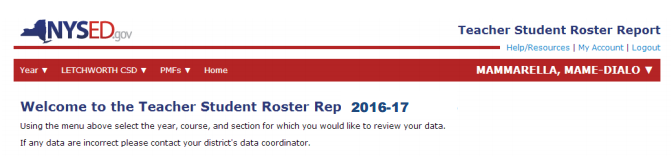 NYSED.gov
Teacher Student Roster Report
Help/Resources | My Account | Logout
Year ▼ LETCHWORTH CSD ▼ PMFs ▼ Home MAMMARELLA, MAME-DIALO ▼
Welcome to the Teacher Student Roster Rep 2016-17
Using the menu above select the year, course, and section for which you would like to review your data.
If any data are incorrect please contact your district's data coordinator.